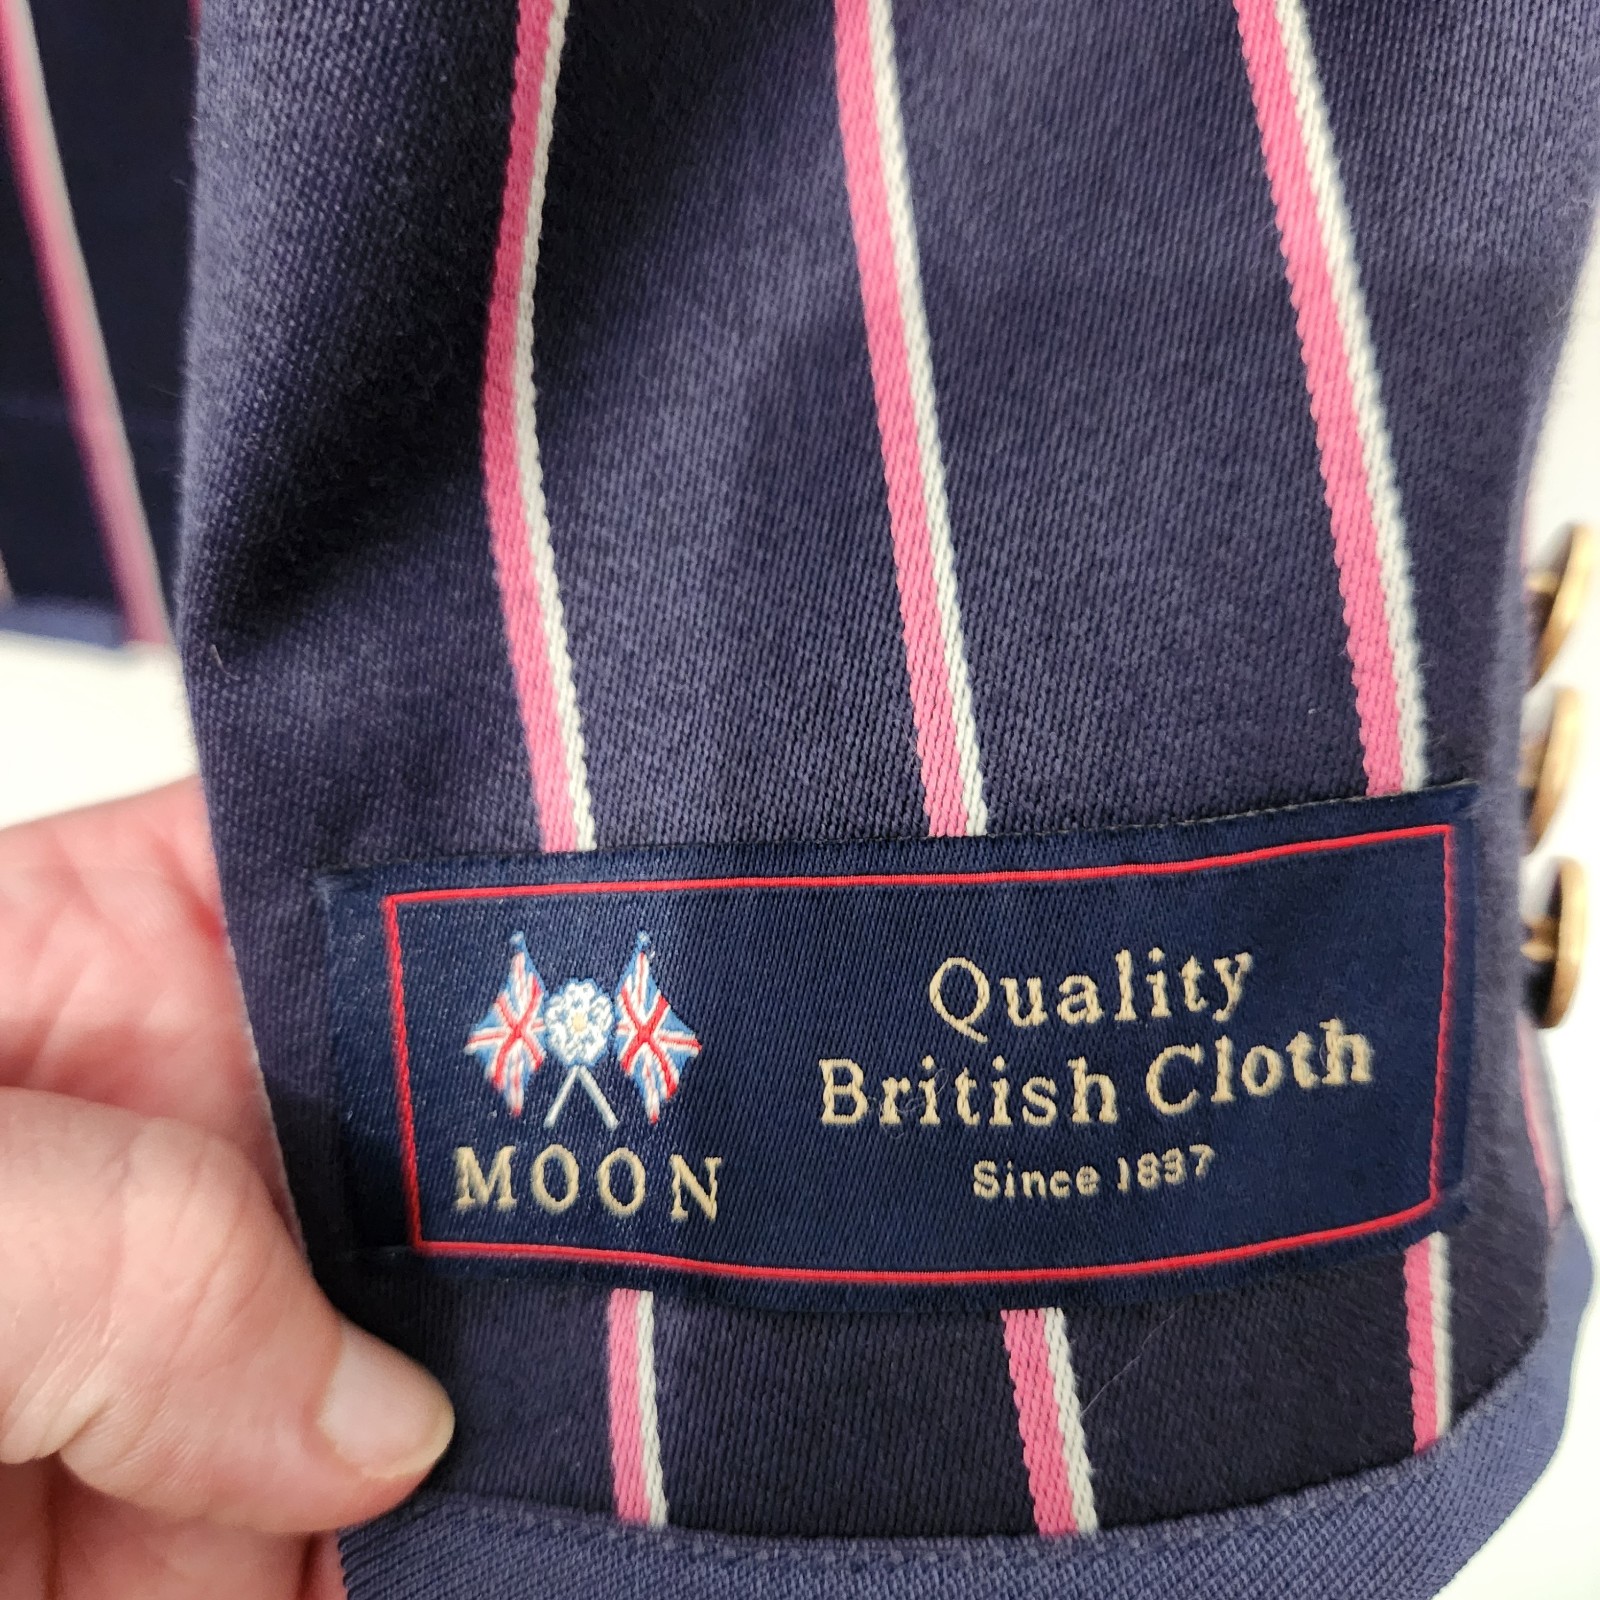 MOON
Quality
British Cloth
Since 1837